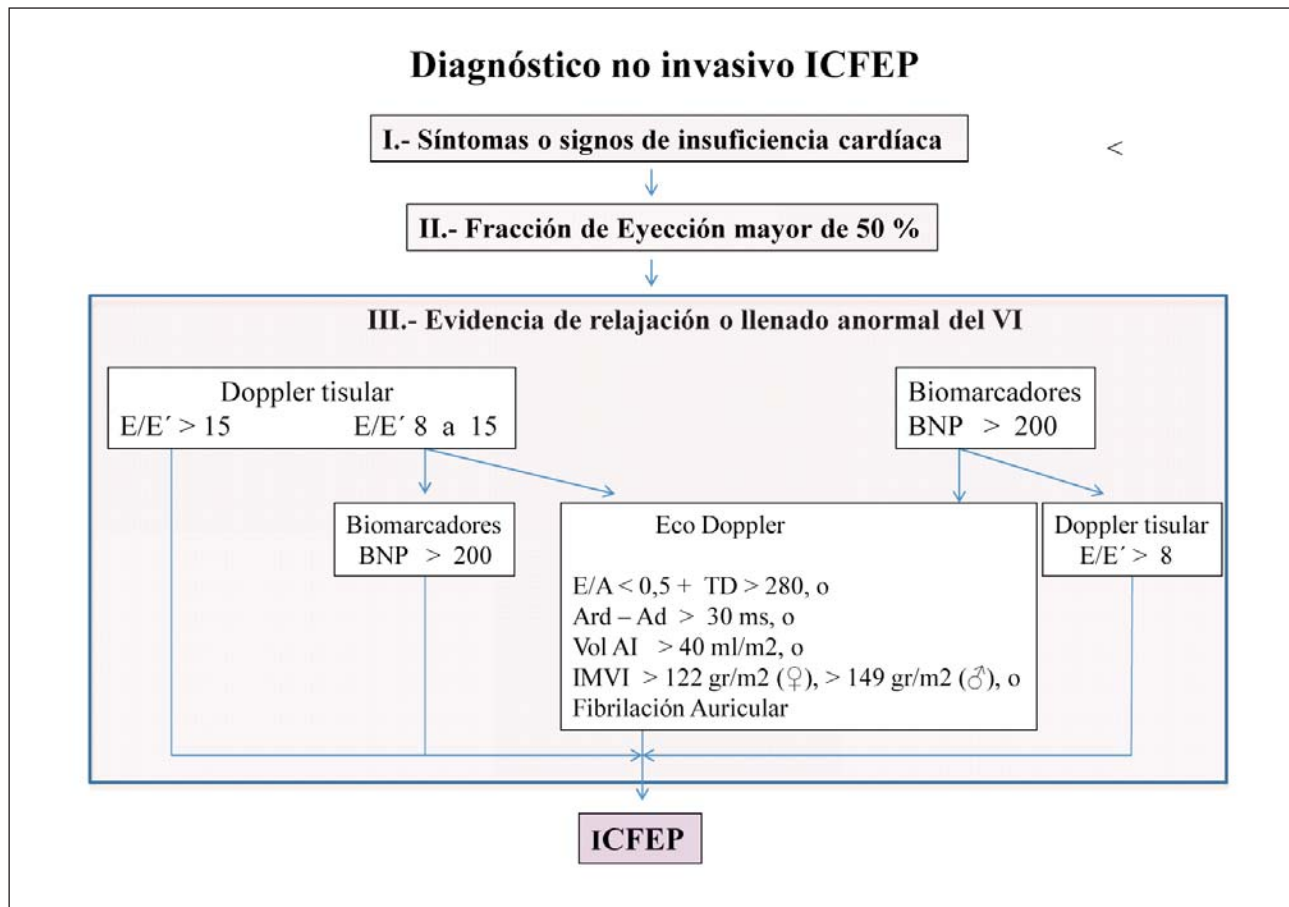 Diagnóstico no invasivo ICFEP
I.- Síntomas o signos de insuficiencia cardíaca
<
II.- Fracción de Eyección mayor de 50 %
III.- Evidencia de relajación o llenado anormal del VI
Doppler tisular
E/E´ > 15 E/E´ 8 a 15
Biomarcadores
BNP > 200
Biomarcadores
BNP > 200
Eco Doppler
E/A < 0,5 + TD > 280, o
Ard – Ad > 30 ms, o
Vol AI > 40 ml/m2, o
IMVI > 122 gr/m2 (♀), > 149 gr/m2 (♂), o
Fibrilación Auricular
Doppler tisular
E/E´ > 8
ICFEP